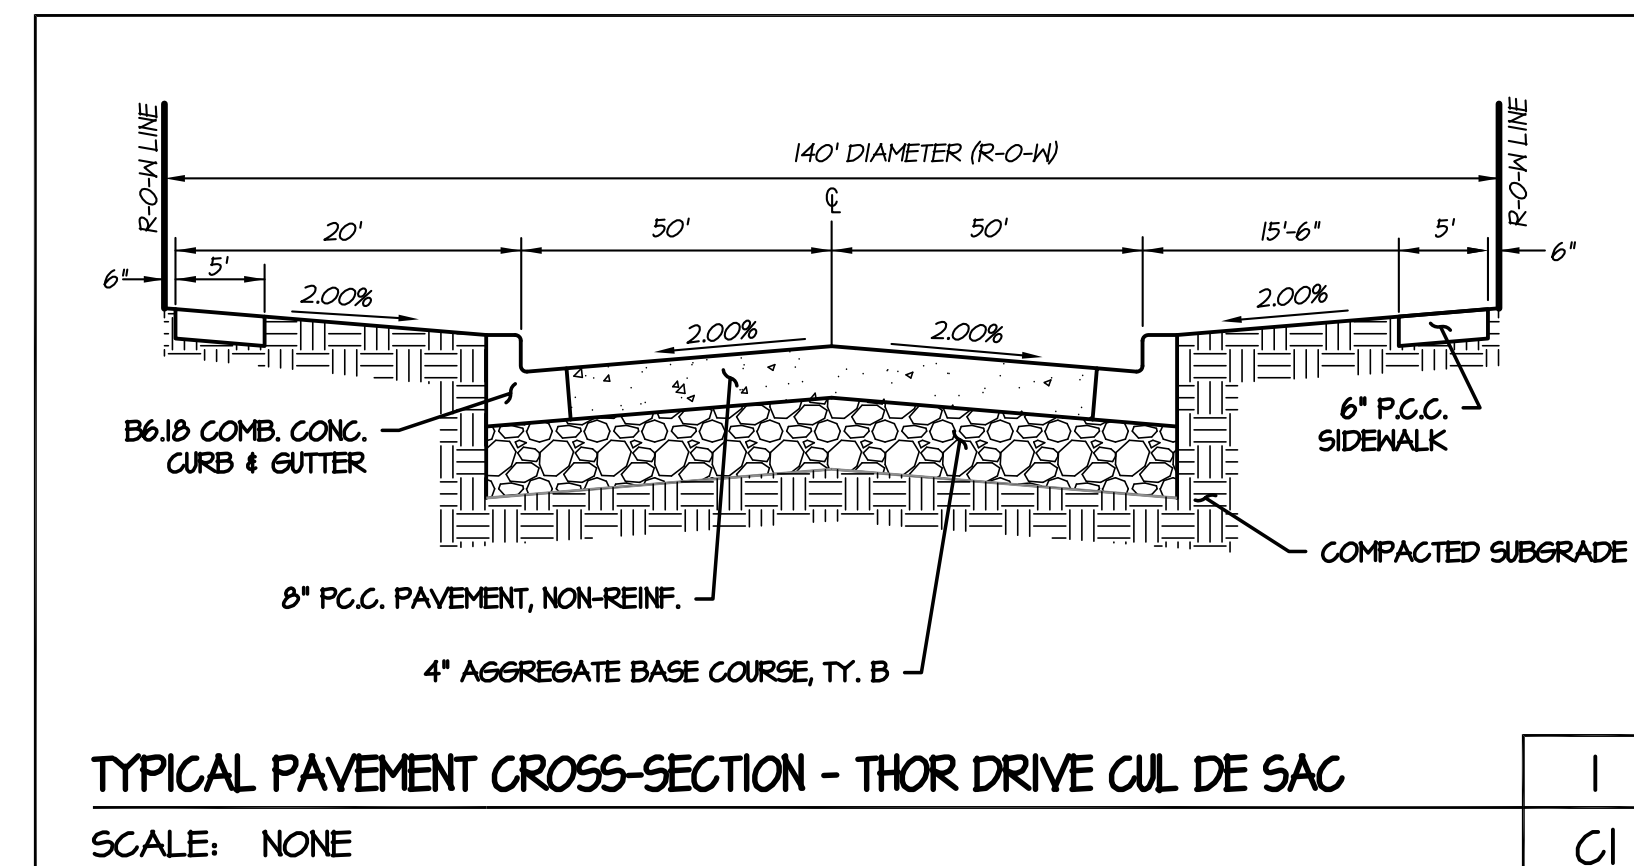 R-O-W LINE
R-O-W LINE
140' DIAMETER (R-O-W)
℄
20'
50'
50'
15'-6"
5'
6"
5'
6"
2.00%
2.00%
2.00%
2.00%
B6.18 COMB. CONC.
CURB & GUTTER
6" P.C.C.
SIDEWALK
COMPACTED SUBGRADE
8" P.C.C. PAVEMENT, NON-REINF.
4" AGGREGATE BASE COURSE, TY. B
TYPICAL PAVEMENT CROSS-SECTION - THOR DRIVE CUL DE SAC
1
SCALE: NONE
C1